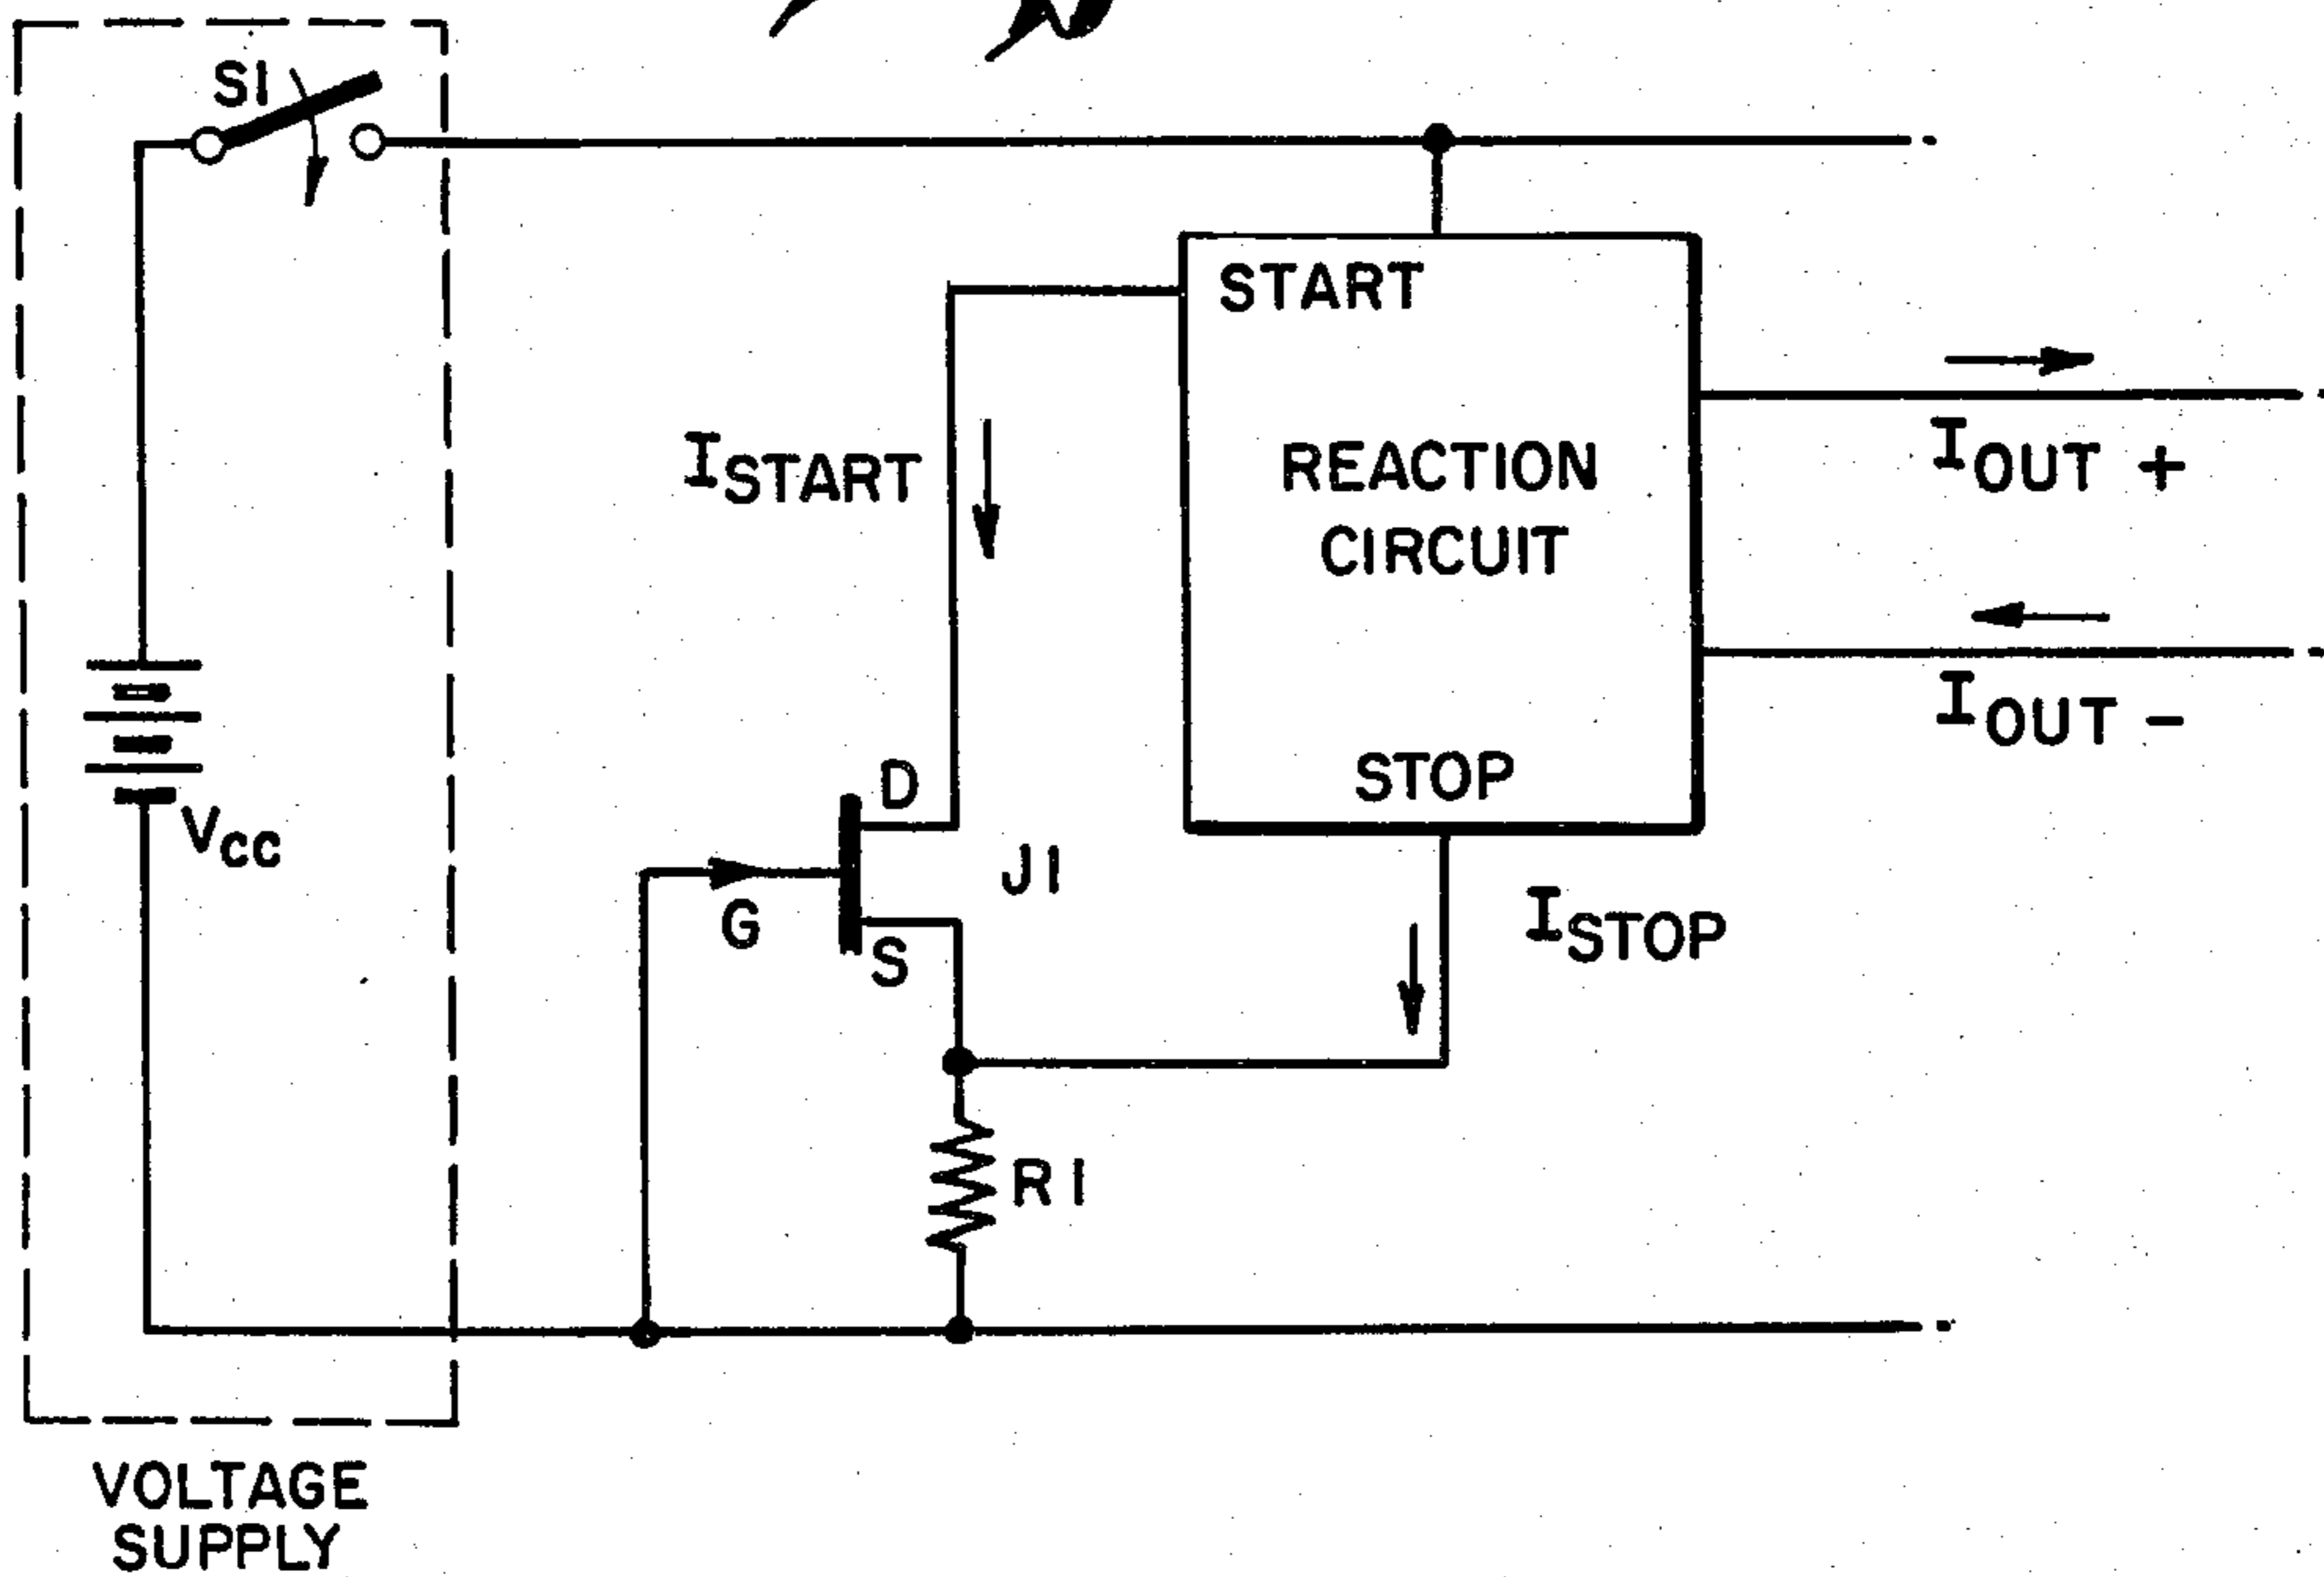 S1
START
ISTART
REACTION
CIRCUIT
IOUT +
IOUT -
STOP
D
VCC
J1
G
S
ISTOP
R1
VOLTAGE
SUPPLY